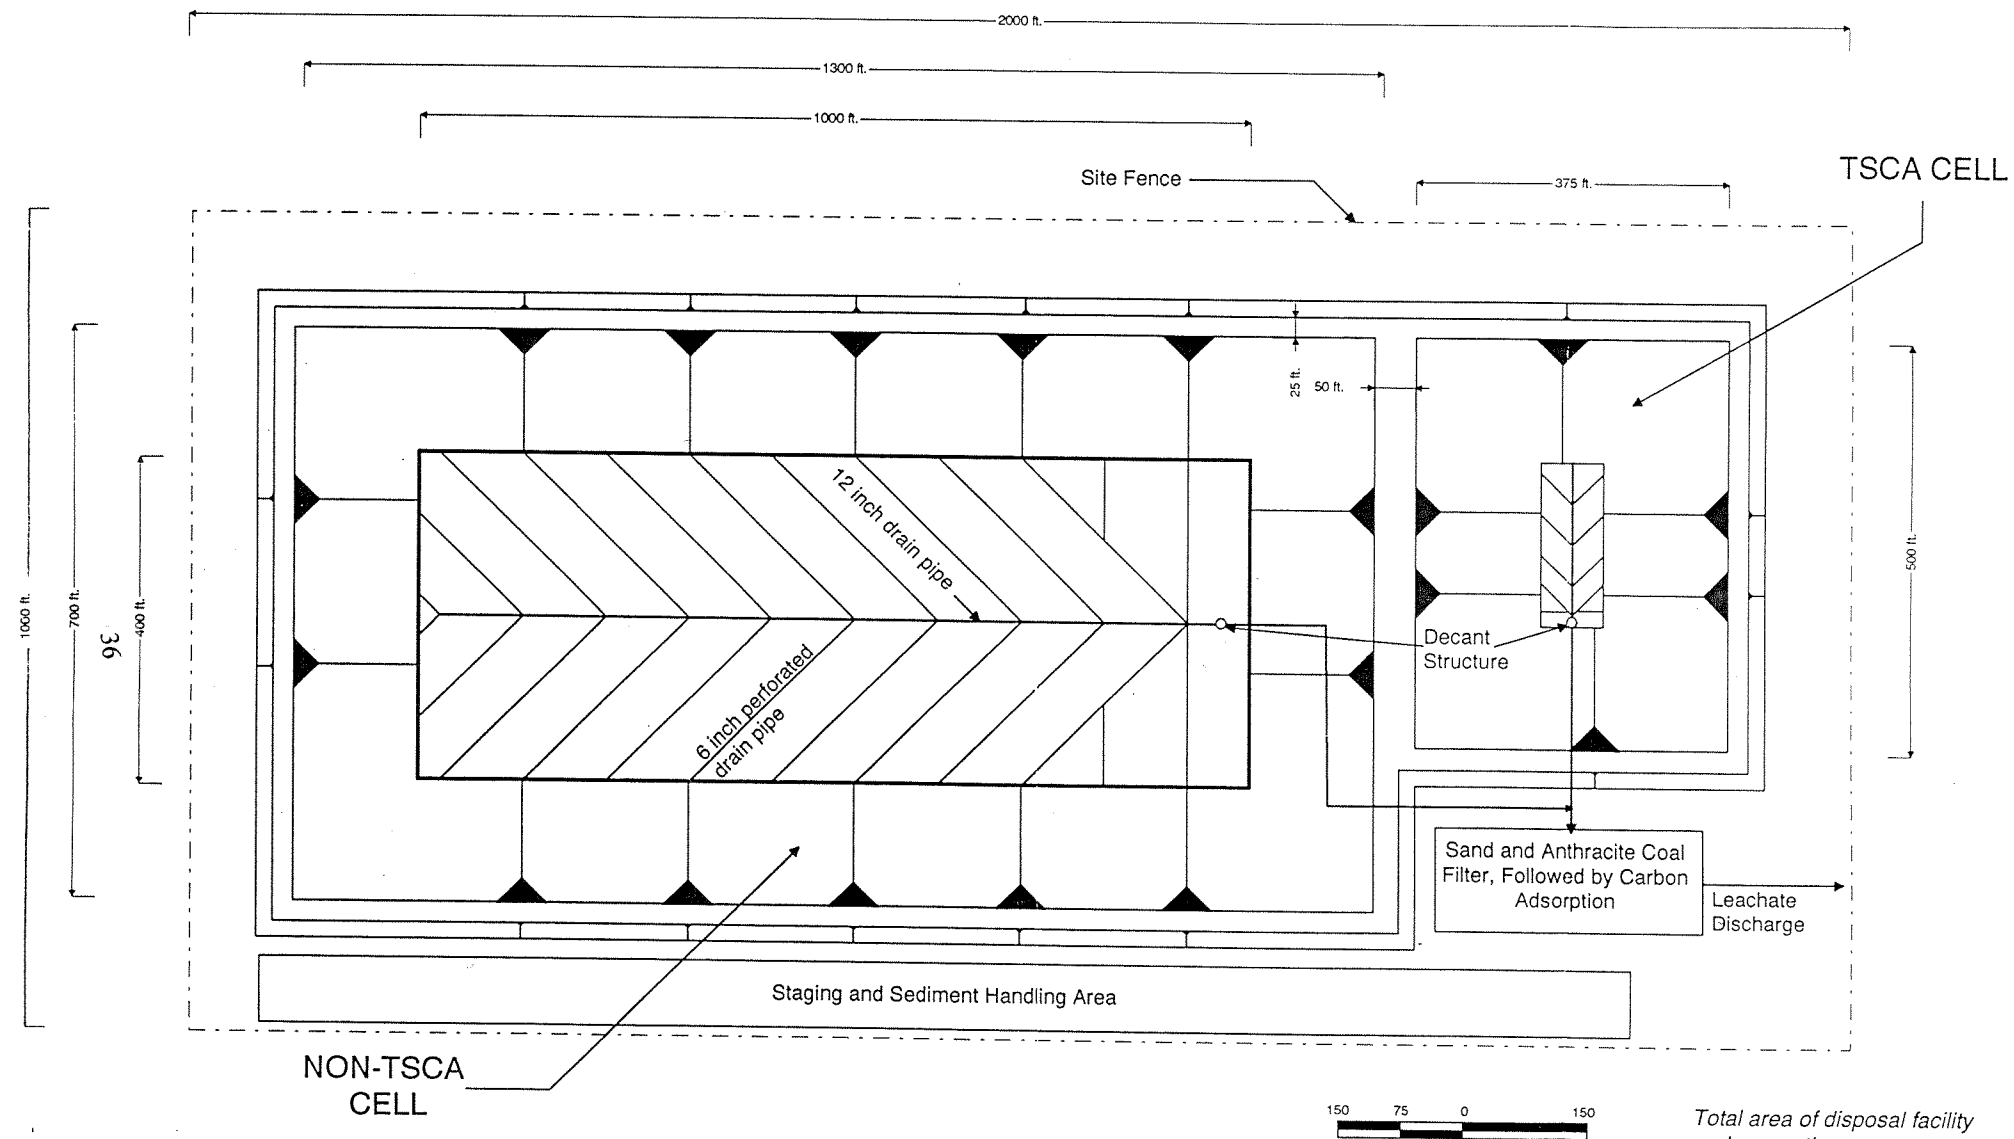 2000 ft.
1300 ft.
1000 ft.
Site Fence
375 ft.
TSCA CELL
25 ft.
50 ft.
500 ft.
1000 ft.
700 ft.
36
400 ft.
12 inch drain pipe
6 inch perforated
drain pipe
Decant
Structure
Sand and Anthracite Coal
Filter, Followed by Carbon
Adsorption
Leachate
Discharge
Staging and Sediment Handling Area
NON-TSCA
CELL
150 75 0 150
Total area of disposal facility